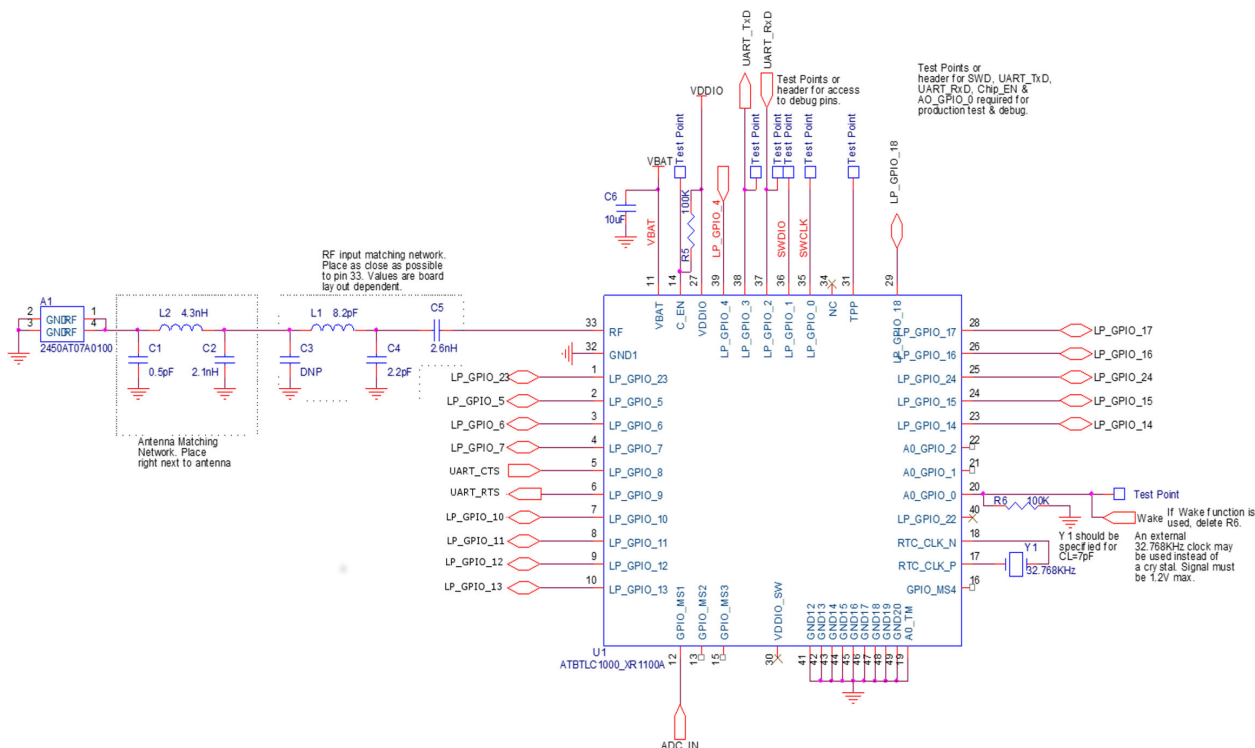 UART_TxD
UART_RxD
Test Points or
header for access
to debug pins.
Test Points or
header for SWD, UART_TxD,
UART_RxD, Chip_EN &
AO_GPIO_0 required for
production test & debug.
VDDIO
VBAT
Test Point
Test Point
Test Point
Test Point
Test Point
Test Point
LP_GPIO_18
C6
10uF
VBAT
100K
R5
LP_GPIO_4
SWDIO
SWCLK
11
14
27
39
38
37
36
35
34
31
29
VBAT
C_EN
VDDIO
LP_GPIO_4
LP_GPIO_3
LP_GPIO_2
LP_GPIO_1
LP_GPIO_0
NC
TPP
LP_GPIO_18
RF input matching network.
Place as close as possible
to pin 33. Values are board
lay out dependent.
A1
2
3
GND
GND
RF
RF
1
4
2450AT07A0100
L2 4.3nH
C1
0.5pF
C2
2.1nH
Antenna Matching
Network. Place
right next to antenna
L1 8.2pF
C3
DNP
C4
2.2pF
C5
2.6nH
33 RF
32 GND1
LP_GPIO_23 1 LP_GPIO_23
LP_GPIO_5 2 LP_GPIO_5
LP_GPIO_6 3 LP_GPIO_6
LP_GPIO_7 4 LP_GPIO_7
UART_CTS 5 LP_GPIO_8
UART_RTS 6 LP_GPIO_9
LP_GPIO_10 7 LP_GPIO_10
LP_GPIO_11 8 LP_GPIO_11
LP_GPIO_12 9 LP_GPIO_12
LP_GPIO_13 10 LP_GPIO_13
LP_GPIO_17 28 LP_GPIO_17
LP_GPIO_16 26 LP_GPIO_16
LP_GPIO_24 25 LP_GPIO_24
LP_GPIO_15 24 LP_GPIO_15
LP_GPIO_14 23 LP_GPIO_14
A0_GPIO_2 22
A0_GPIO_1 21
A0_GPIO_0 20
LP_GPIO_22 40
RTC_CLK_N 18
RTC_CLK_P 17
GPIO_MS4 16
R6 100K
Test Point
Wake
If Wake function is
used, delete R6.
Y1 should be
specified for
CL=7pF
Y1
32.768KHz
An external
32.768KHz clock may
be used instead of
a crystal. Signal must
be 1.2V max.
GPIO_MS1
GPIO_MS2
GPIO_MS3
VDDIO_SW
GND12
GND13
GND14
GND15
GND16
GND17
GND18
GND19
GND20
A0_TM
U1
ATBTLC1000_XR1100A
12
13
15
30
41
42
43
44
45
46
47
48
49
19
ADC_IN